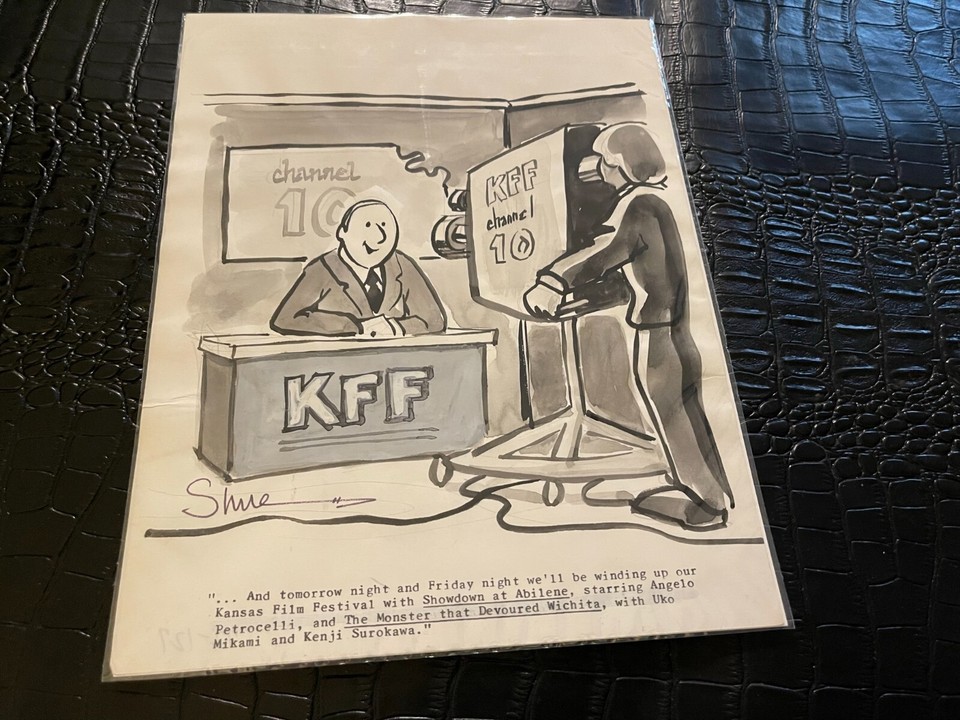 channel
10
KFF
channel
10
KFF
Shue
"... And tomorrow night and Friday night we'll be winding up our
Kansas Film Festival with Showdown at Abilene, starring Angelo
Petrocelli, and The Monster that Devoured Wichita, with Uko
Mikami and Kenji Surokawa."